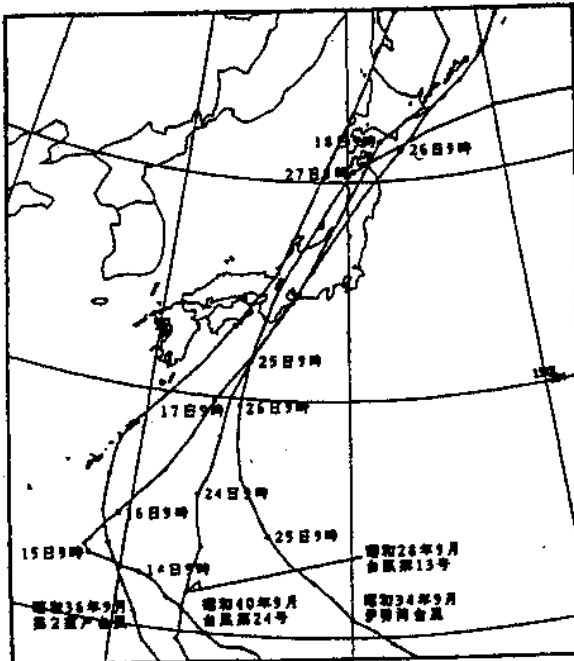 18日9時
26日9時
27日9時
25日9時
17日9時
26日9時
24日9時
6日9時
25日9時
15日9時
14日9時
昭和28年9月
台風第13号
昭和36年9月
第2室戸台風
昭和40年9月
台風第24号
昭和34年9月
伊勢湾台風